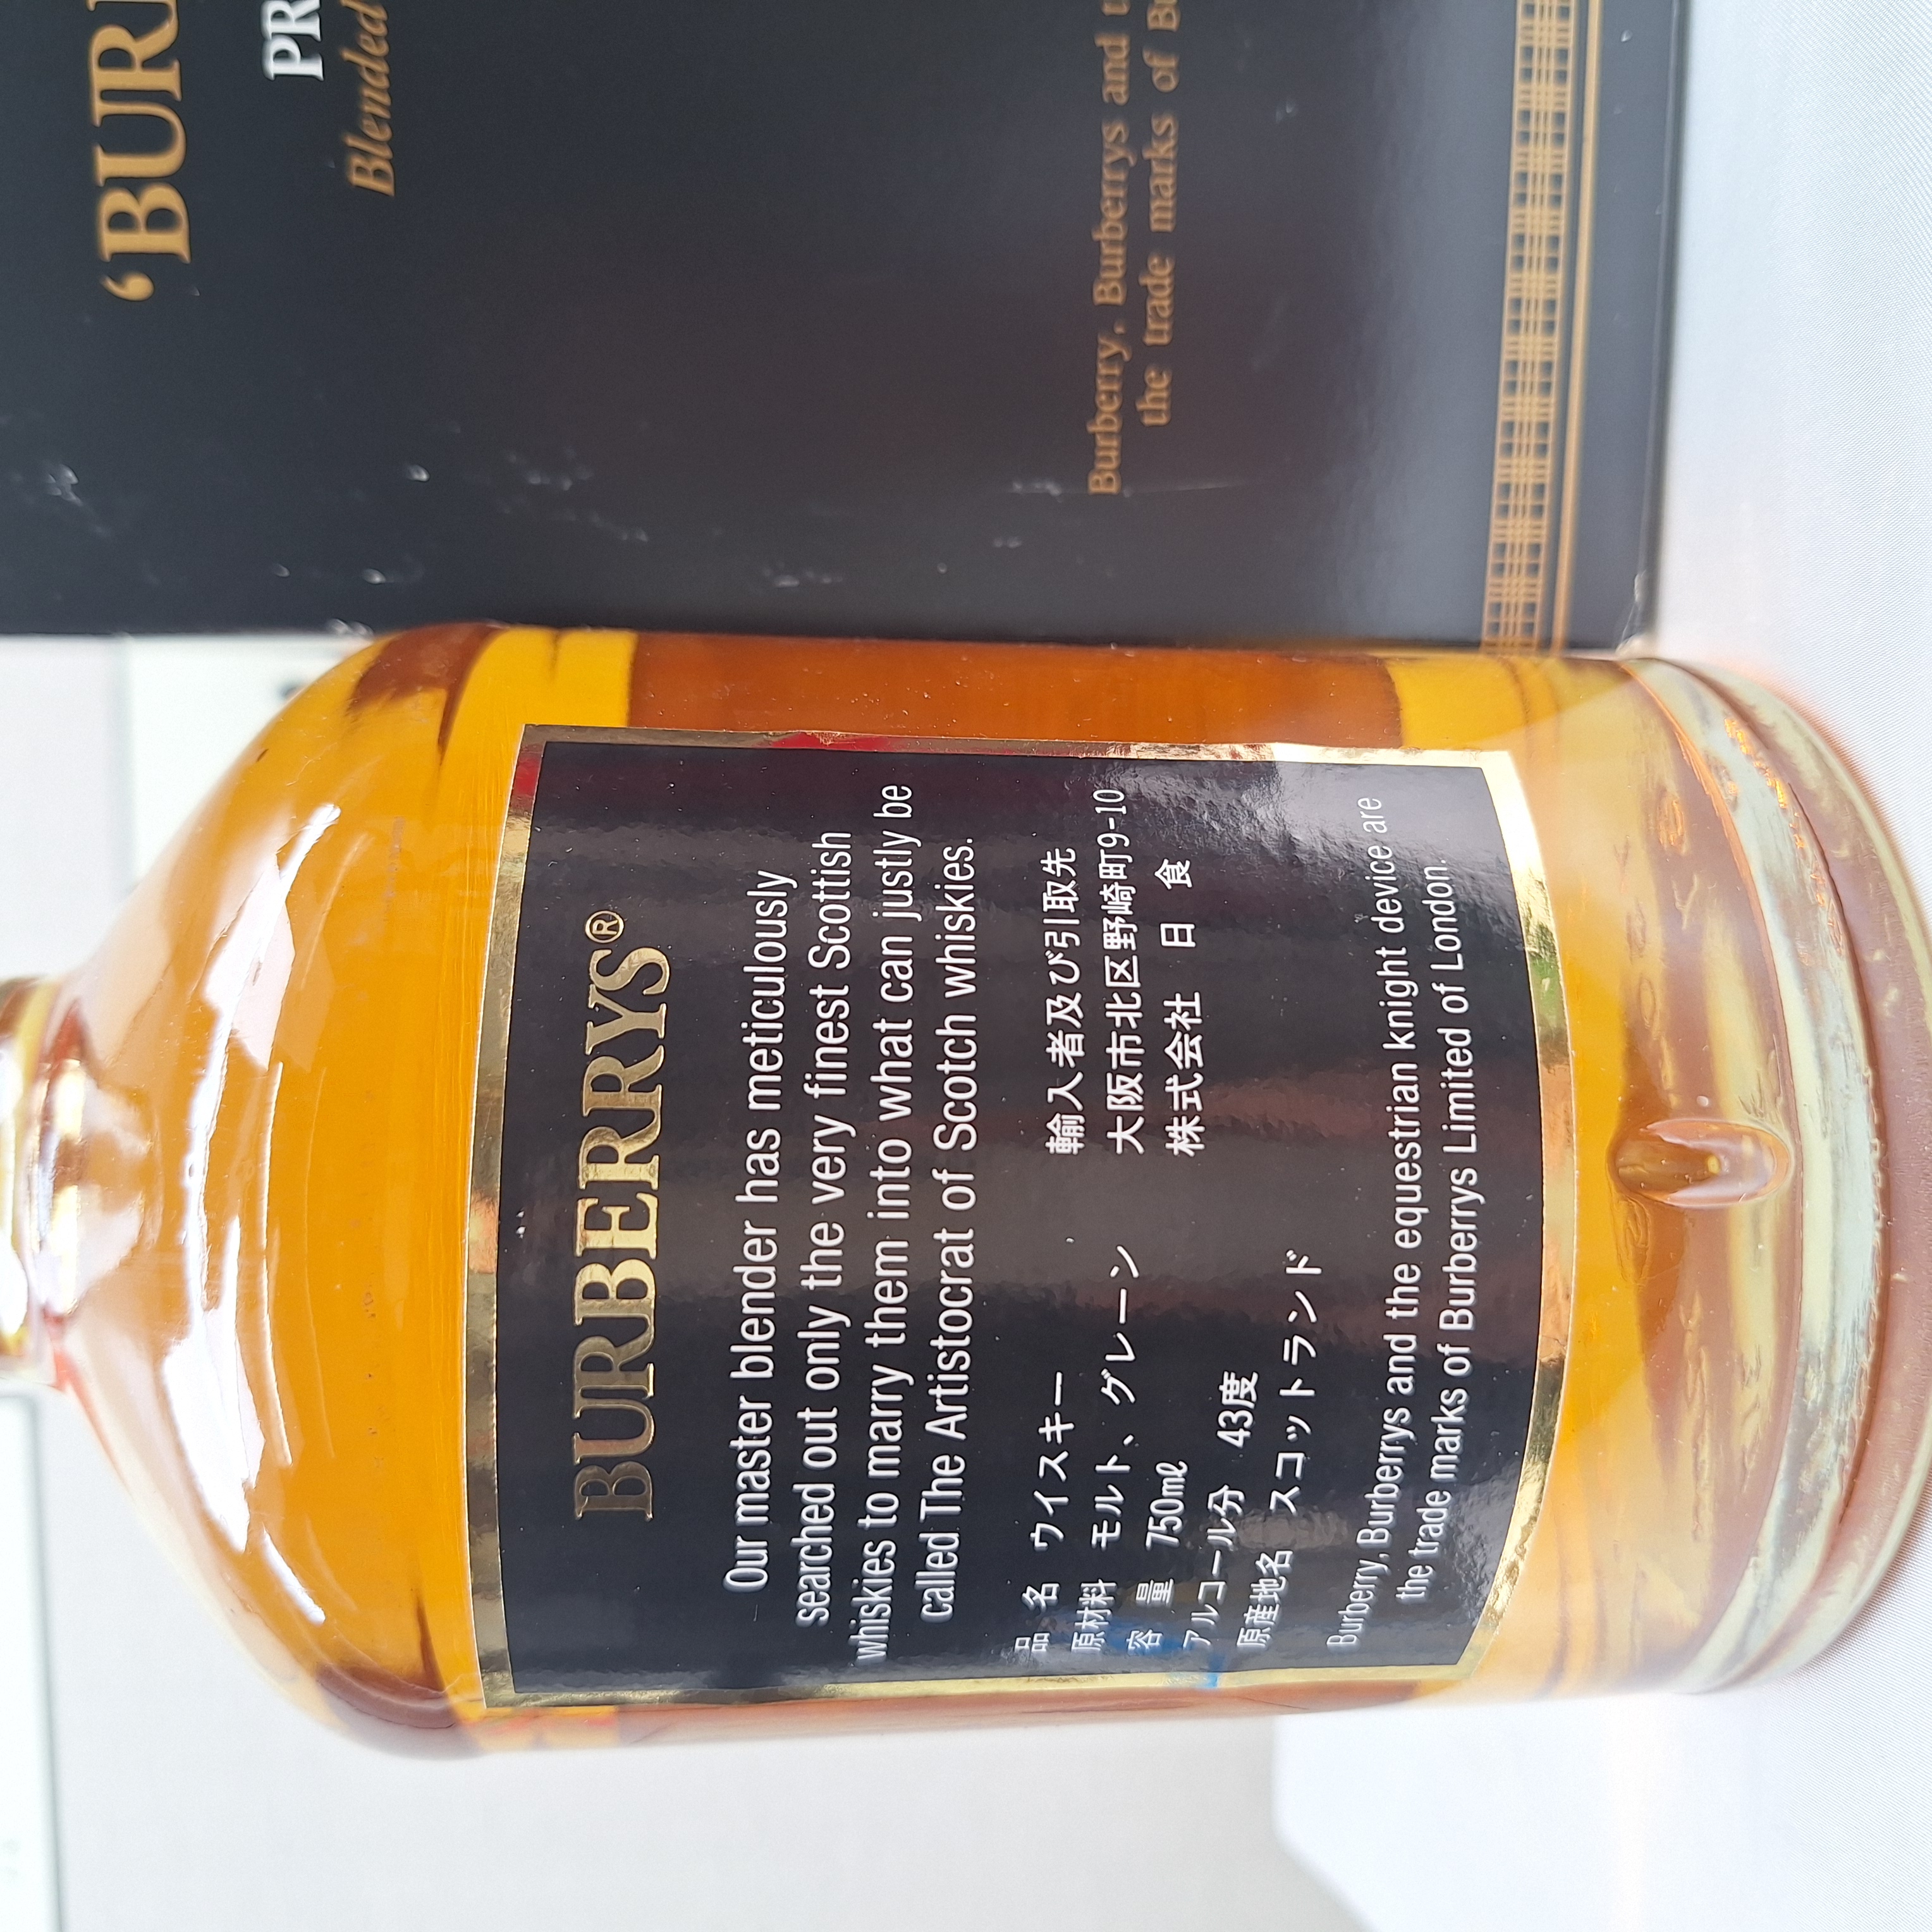 BURBERRYS®
Our master blender has meticulously
searched out only the very finest Scottish
whiskies to marry them into what can justly be
called The Artistocrat of Scotch whiskies.
品 名 ウイスキー
原材料 モルト、グレーン
容 量 750㎖
アルコール分 43度
原産地名 スコットランド
輸入者及び引取先
大阪市北区野崎町9-10
株式会社 日 食
Burberry, Burberrys and the equestrian knight device are
the trade marks of Burberrys Limited of London.
‘BUR
PR
Blended
Burberry, Burberrys and
the trade marks of